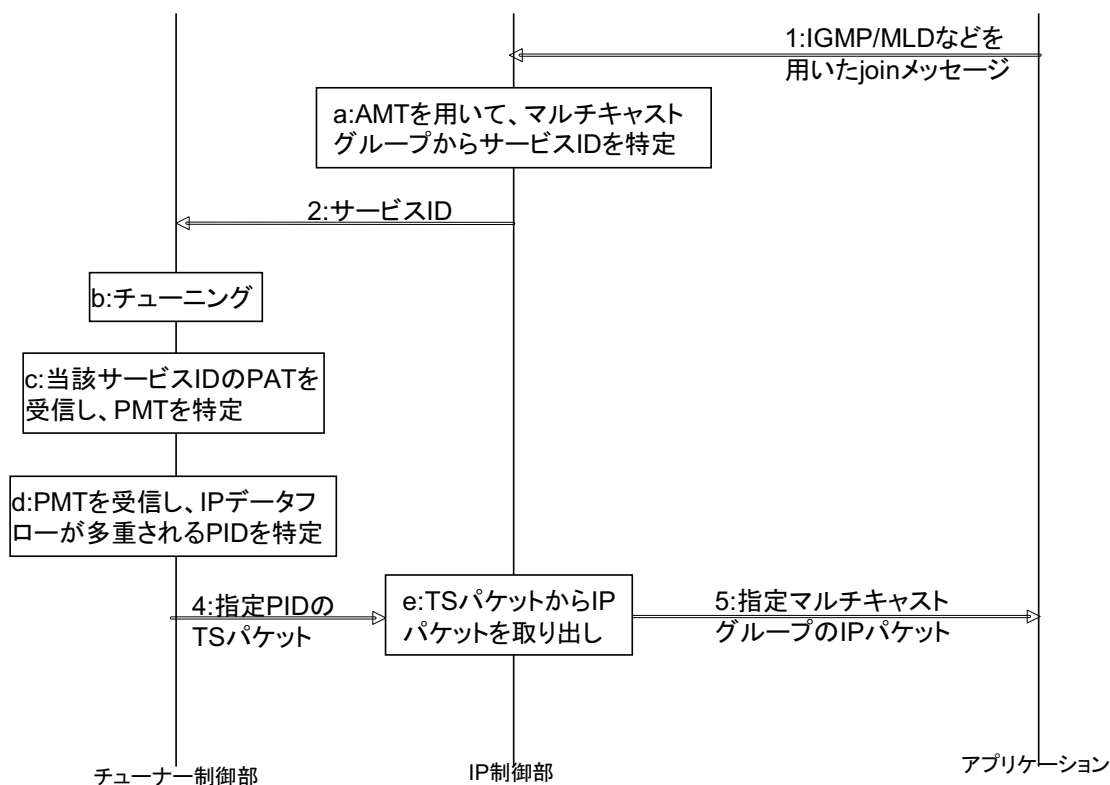 1:IGMP/MLDなどを
用いたjoinメッセージ
a:AMTを用いて、マルチキャスト
グループからサービスIDを特定
2:サービスID
b:チューニング
c:当該サービスIDのPATを
受信し、PMTを特定
d:PMTを受信し、IPデータフ
ローが多重されるPIDを特定
4:指定PIDの
TSパケット
e:TSパケットからIP
パケットを取り出し
5:指定マルチキャスト
グループのIPパケット
チューナー制御部
IP制御部
アプリケーション